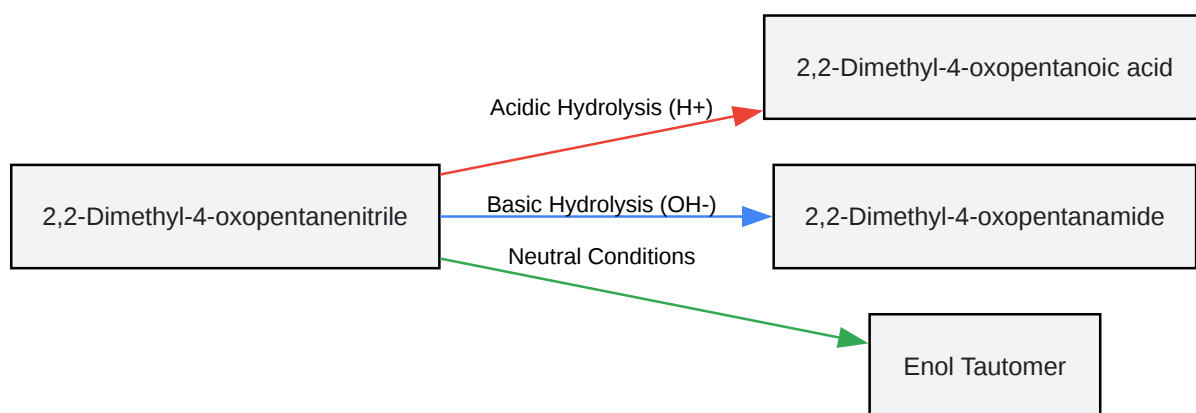 2,2-Dimethyl-4-oxopentanoic acid
Acidic Hydrolysis (H+)
2,2-Dimethyl-4-oxopentanenitrile
Basic Hydrolysis (OH-)
2,2-Dimethyl-4-oxopentanamide
Neutral Conditions
Enol Tautomer